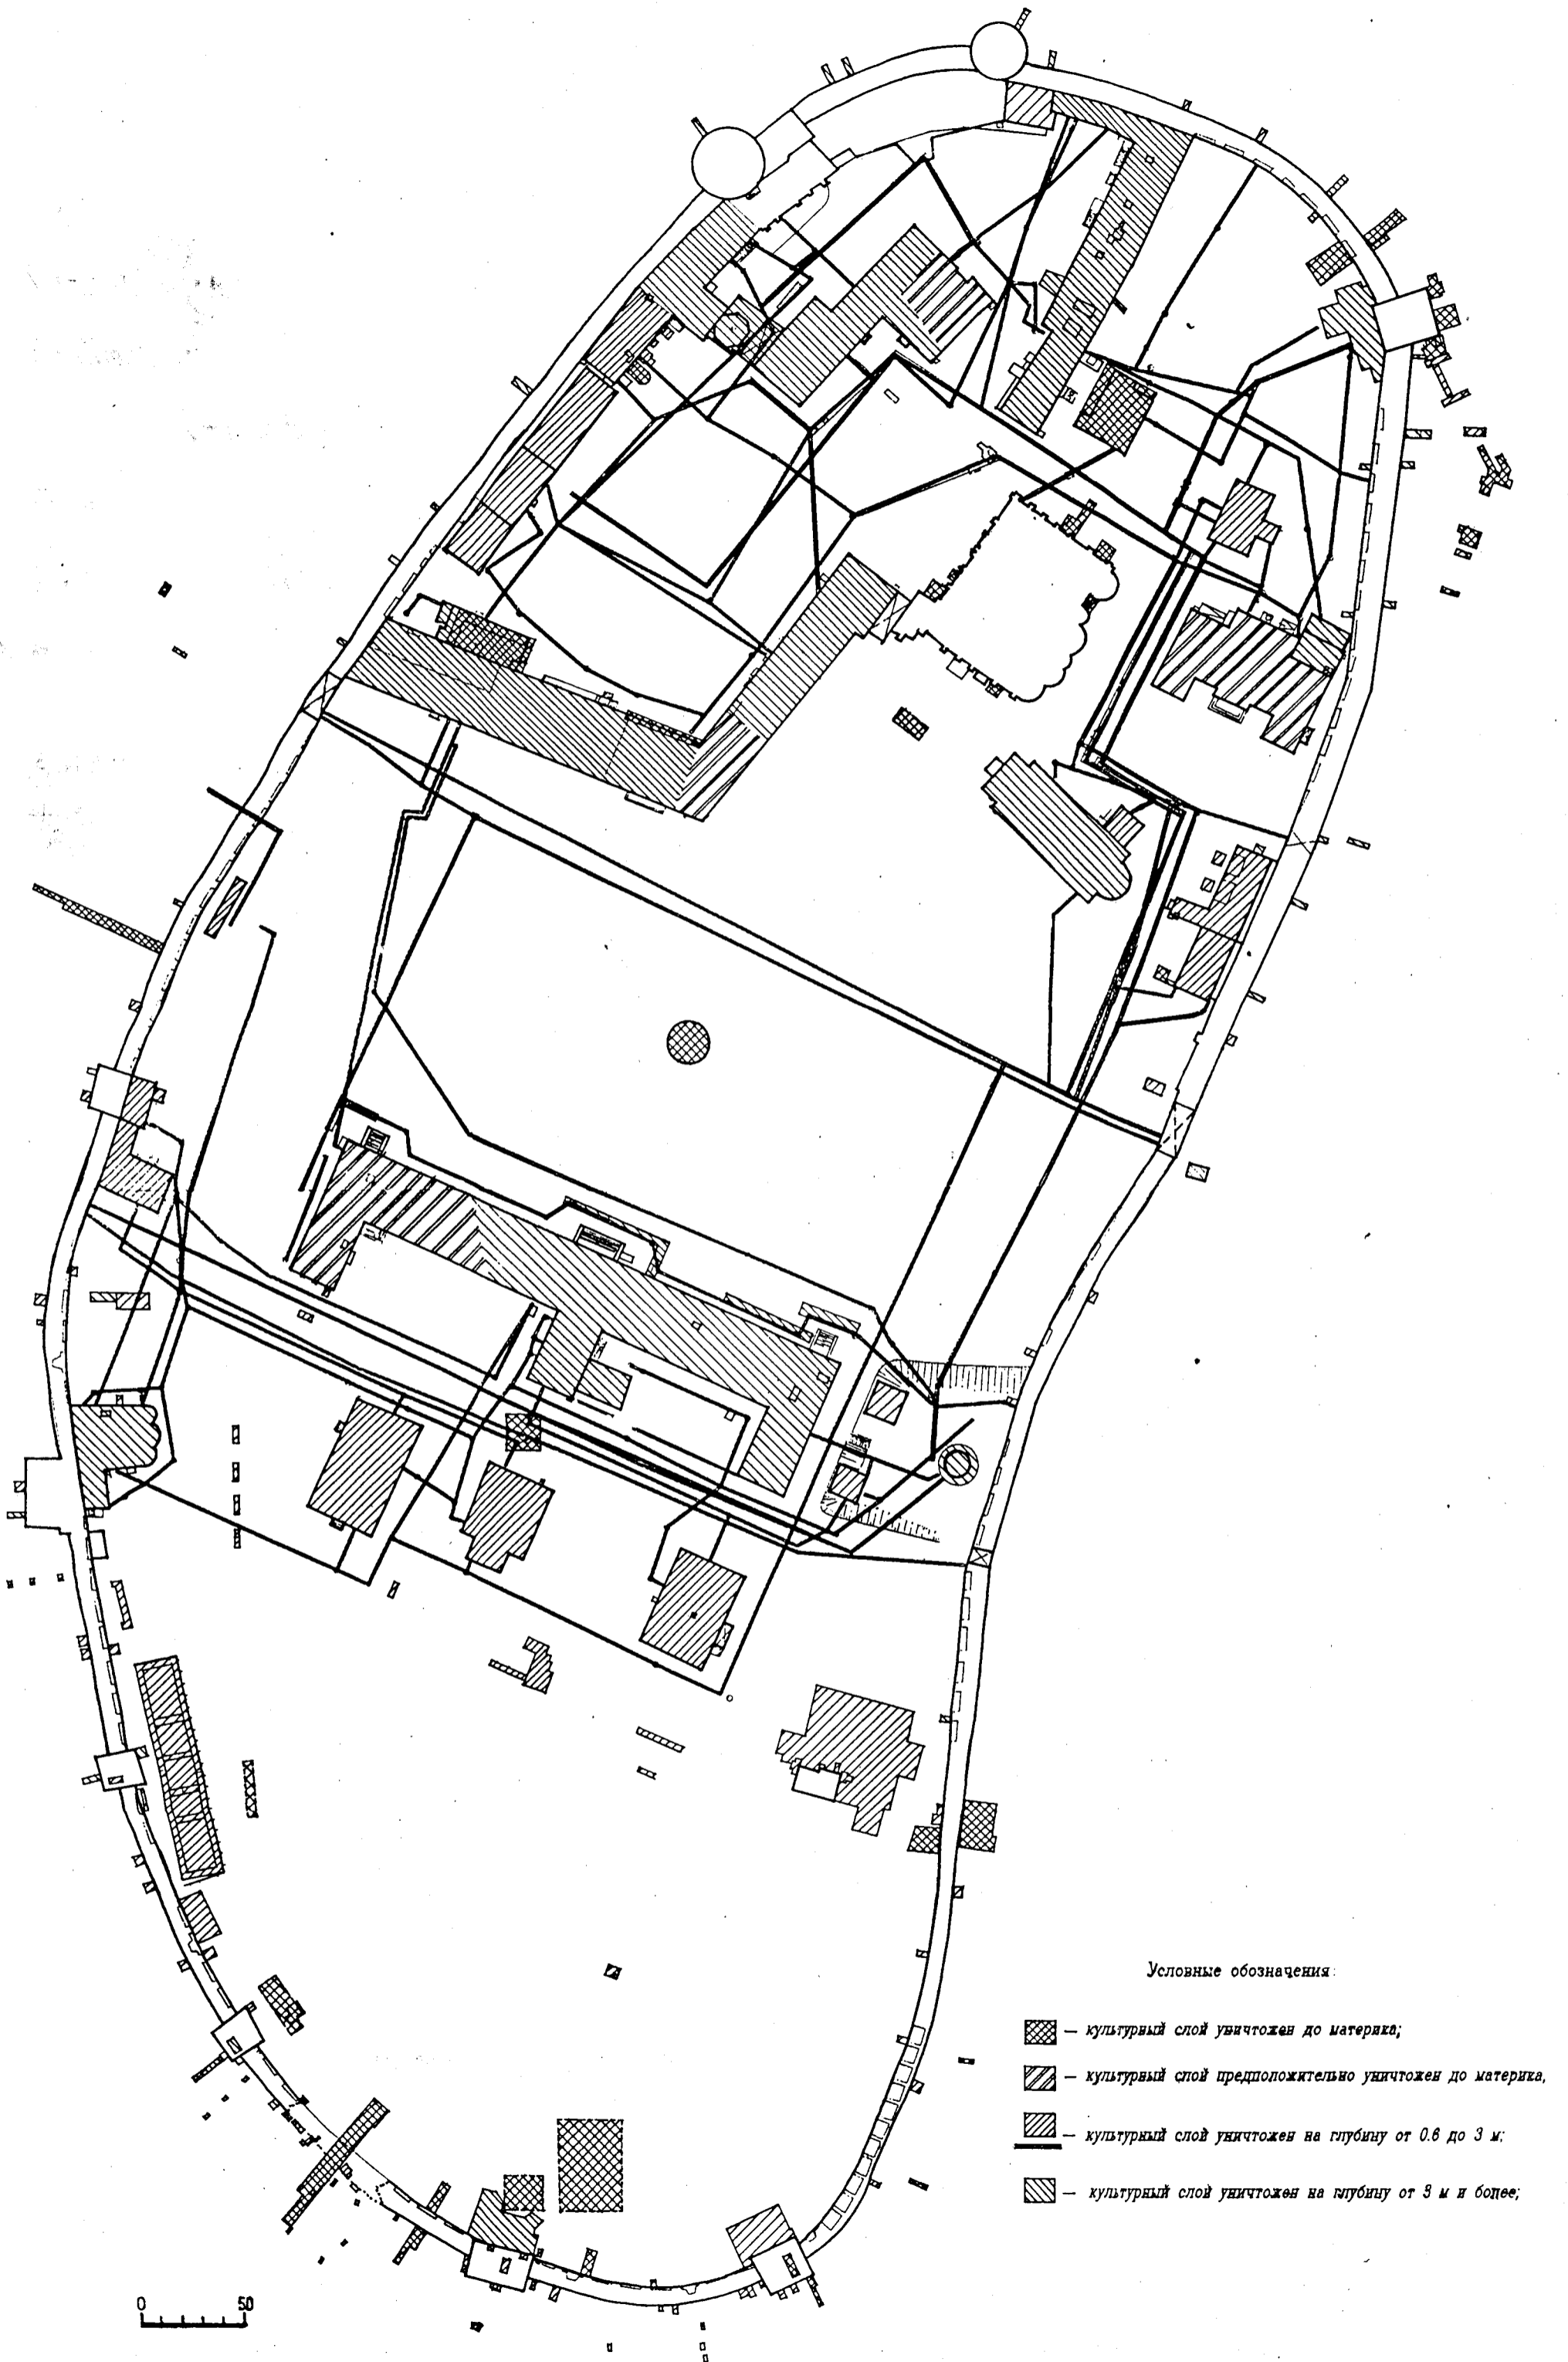 Условные обозначения:
— культурный слой уничтожен до материка;
— культурный слой предположительно уничтожен до материка,
— культурный слой уничтожен на глубину от 0.6 до 3 м;
— культурный слой уничтожен на глубину от 3 м и более;
0 50